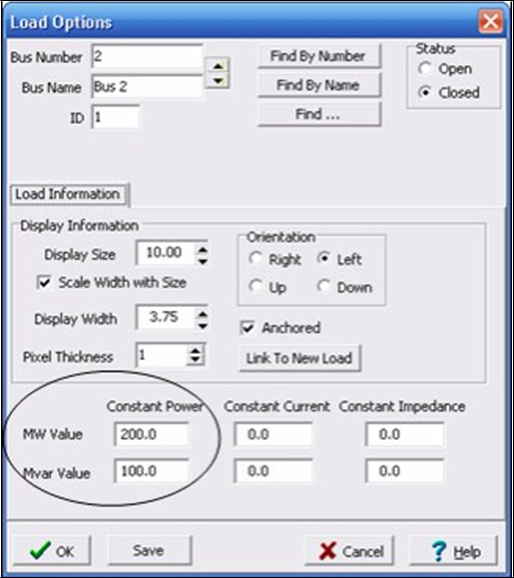 Load Options
Bus Number 2 Find By Number Status
Open
Bus Name Bus 2 Find By Name
Closed
ID 1 Find ...
Load Information
Display Information
Orientation
Display Size 10.00 Right Left
Scale Width with Size Up Down
Display Width 3.75 Anchored
Pixel Thickness 1 Link To New Load
Constant Power Constant Current Constant Impedance
MW Value 200.0 0.0 0.0
Mvar Value 100.0 0.0 0.0
OK Save Cancel ? Help